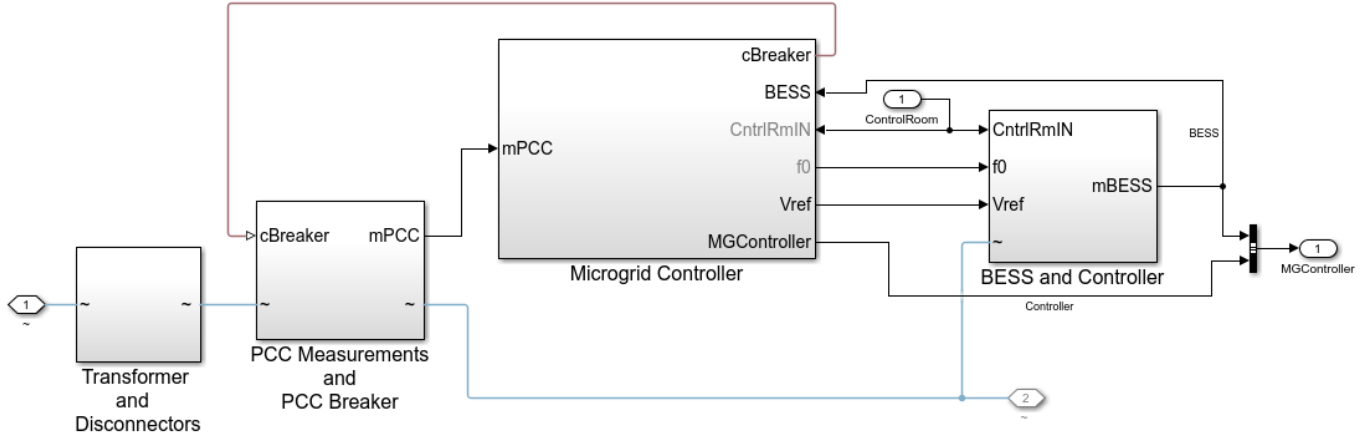 cBreaker
BESS
1
ControlRoom
CntrlRmIN
CntrlRmIN
BESS
mPCC
f0
f0
mBESS
Vref
Vref
cBreaker
mPCC
MGController
~
1
MGController
Microgrid Controller
BESS and Controller
Controller
1
~
~
~
~
~
PCC Measurements
and
PCC Breaker
Transformer
and
Disconnectors
2
~